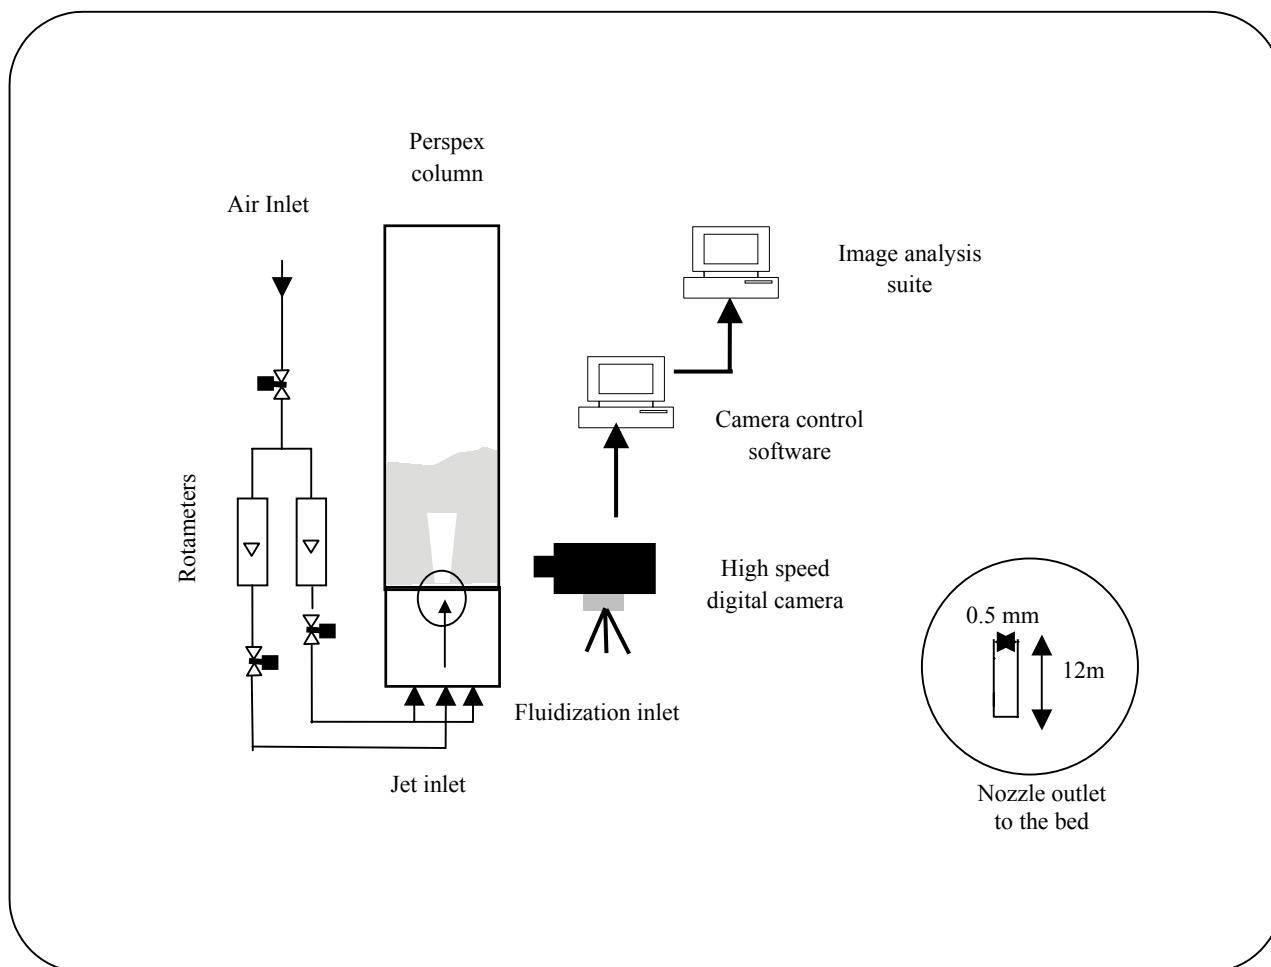 Perspex
column
Air Inlet
Image analysis
suite
Camera control
software
Rotameters
High speed
digital camera
0.5 mm
12m
Fluidization inlet
Jet inlet
Nozzle outlet
to the bed